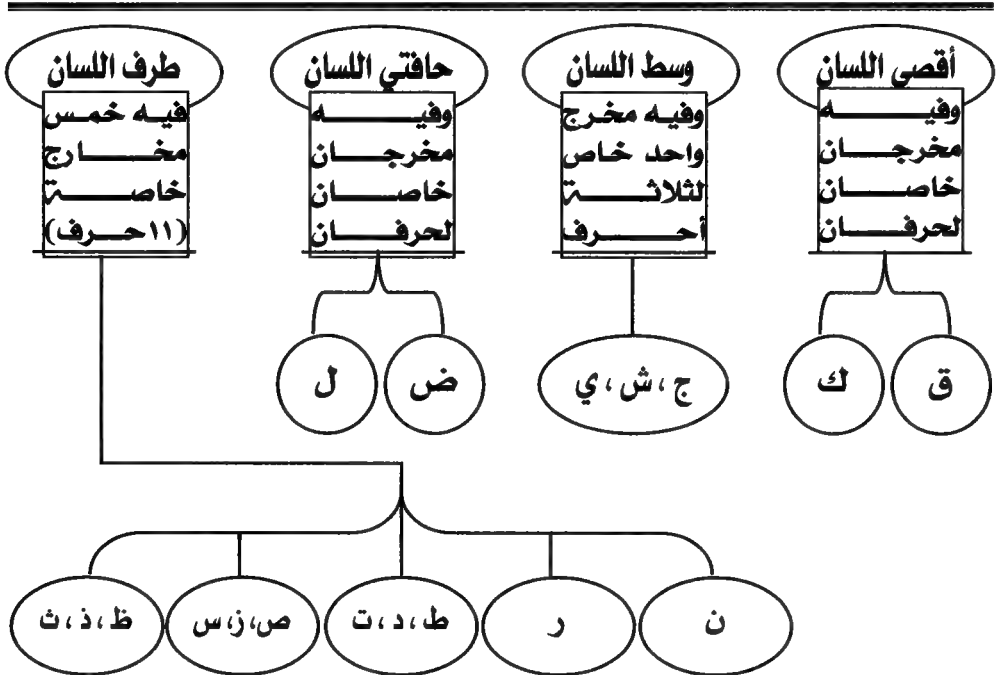 أقصى اللسان
وفيه
مخرجان
خاصان
لحرفان
ق
ك
وسط اللسان
وفيه مخرج
واحد خاص
لثلاثة
أحرف
ج ، ش ، ي
حافتي اللسان
وفيه
مخرجان
خاصان
لحرفان
ض
ل
طرف اللسان
فيه خمس
مخارج
خاصة
(١١ حرف)
ن
ر
ط ، د ، ت
ص، ز، س
ظ ، ذ ، ث